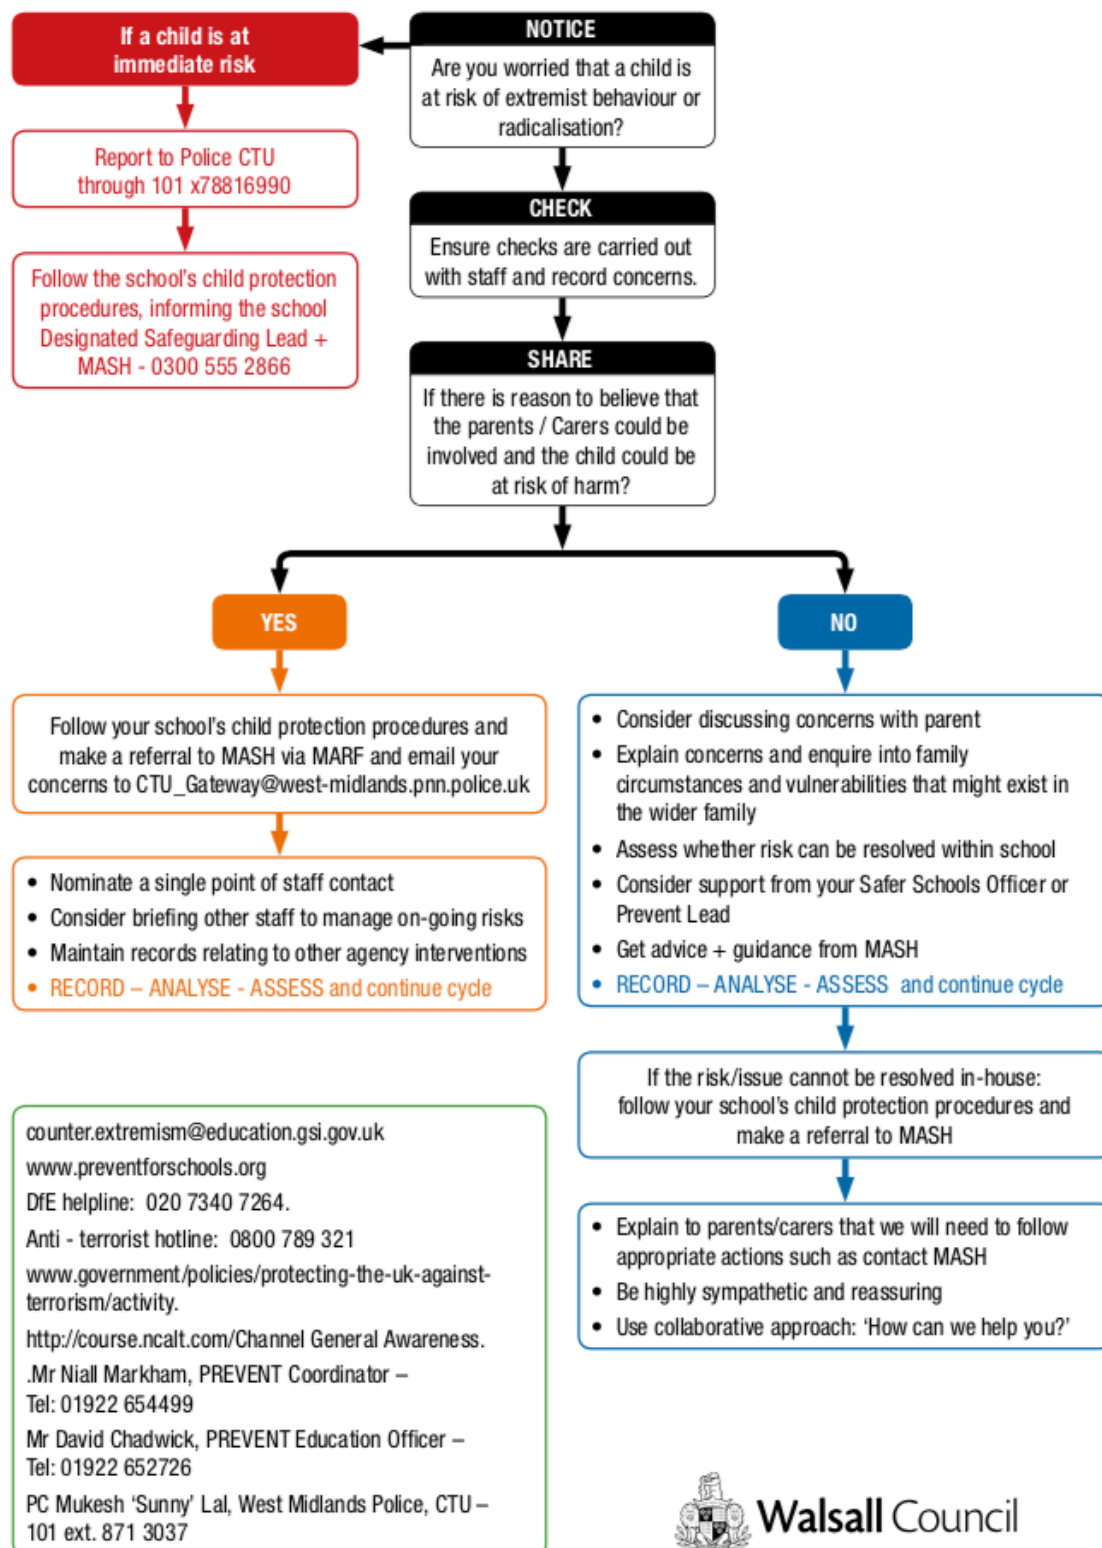 If a child is at
immediate risk
Report to Police CTU
through 101 x78816990
Follow the school's child protection
procedures, informing the school
Designated Safeguarding Lead +
MASH - 0300 555 2866
NOTICE
Are you worried that a child is
at risk of extremist behaviour or
radicalisation?
CHECK
Ensure checks are carried out
with staff and record concerns.
SHARE
If there is reason to believe that
the parents / Carers could be
involved and the child could be
at risk of harm?
YES
Follow your school's child protection procedures and
make a referral to MASH via MARF and email your
concerns to CTU_Gateway@west-midlands.pnn.police.uk
• Nominate a single point of staff contact
• Consider briefing other staff to manage on-going risks
• Maintain records relating to other agency interventions
• RECORD – ANALYSE - ASSESS and continue cycle
NO
• Consider discussing concerns with parent
• Explain concerns and enquire into family
circumstances and vulnerabilities that might exist in
the wider family
• Assess whether risk can be resolved within school
• Consider support from your Safer Schools Officer or
Prevent Lead
• Get advice + guidance from MASH
• RECORD – ANALYSE - ASSESS and continue cycle
If the risk/issue cannot be resolved in-house:
follow your school's child protection procedures and
make a referral to MASH
• Explain to parents/carers that we will need to follow
appropriate actions such as contact MASH
• Be highly sympathetic and reassuring
• Use collaborative approach: 'How can we help you?'
counter.extremism@education.gsi.gov.uk
www.preventforschools.org
DfE helpline: 020 7340 7264.
Anti - terrorist hotline: 0800 789 321
www.government/policies/protecting-the-uk-against-
terrorism/activity.
http://course.ncalt.com/Channel General Awareness.
.Mr Niall Markham, PREVENT Coordinator –
Tel: 01922 654499
Mr David Chadwick, PREVENT Education Officer –
Tel: 01922 652726
PC Mukesh 'Sunny' Lal, West Midlands Police, CTU –
101 ext. 871 3037
Walsall Council